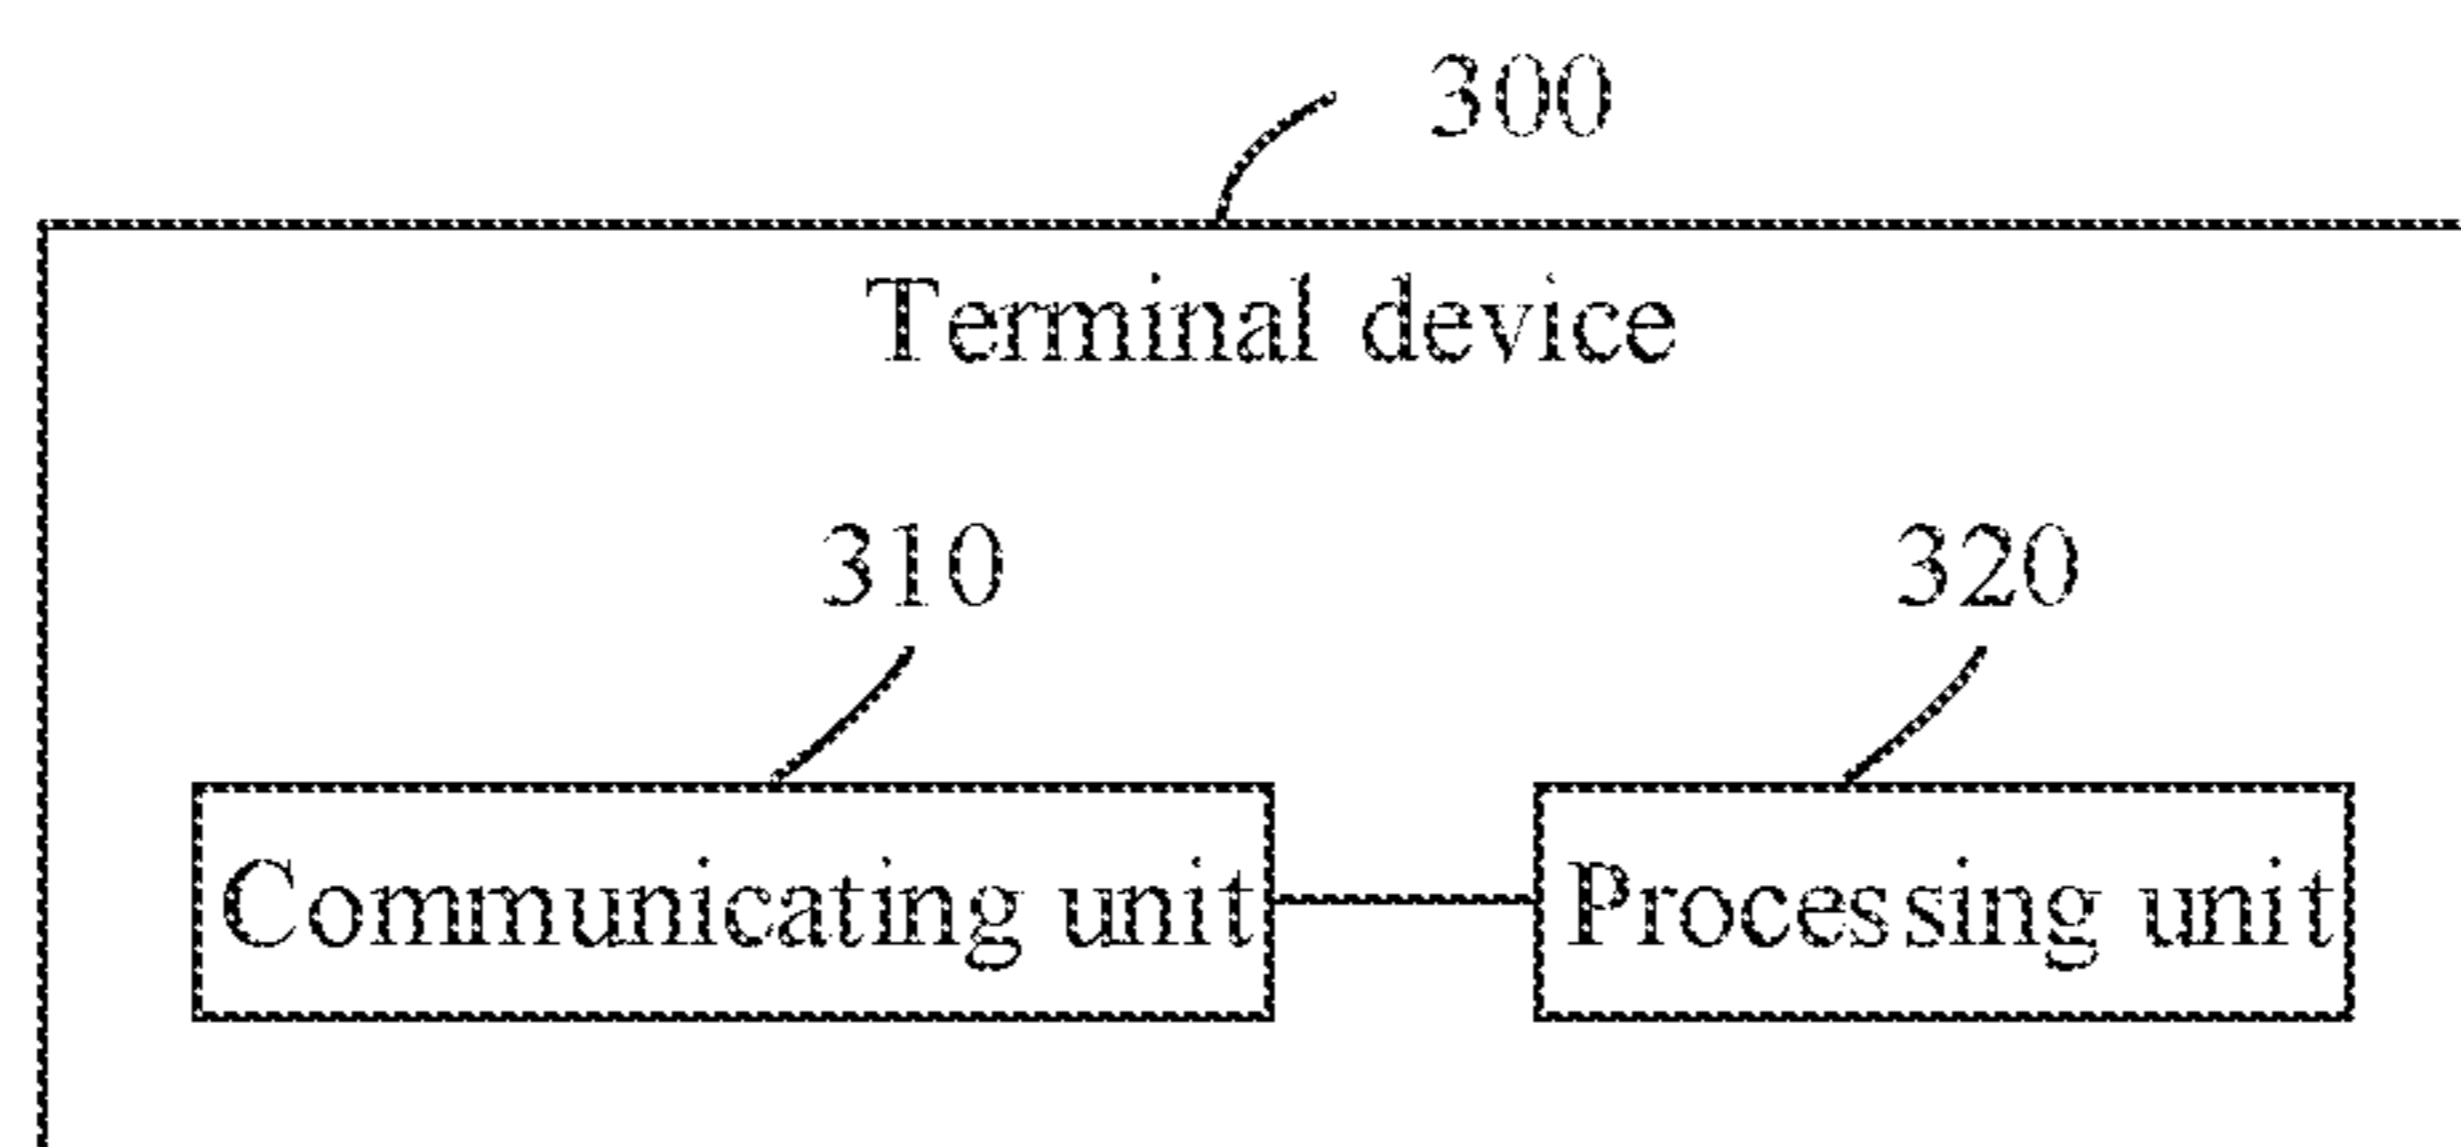 300
Terminal device
310 320
Communicating unit Processing unit